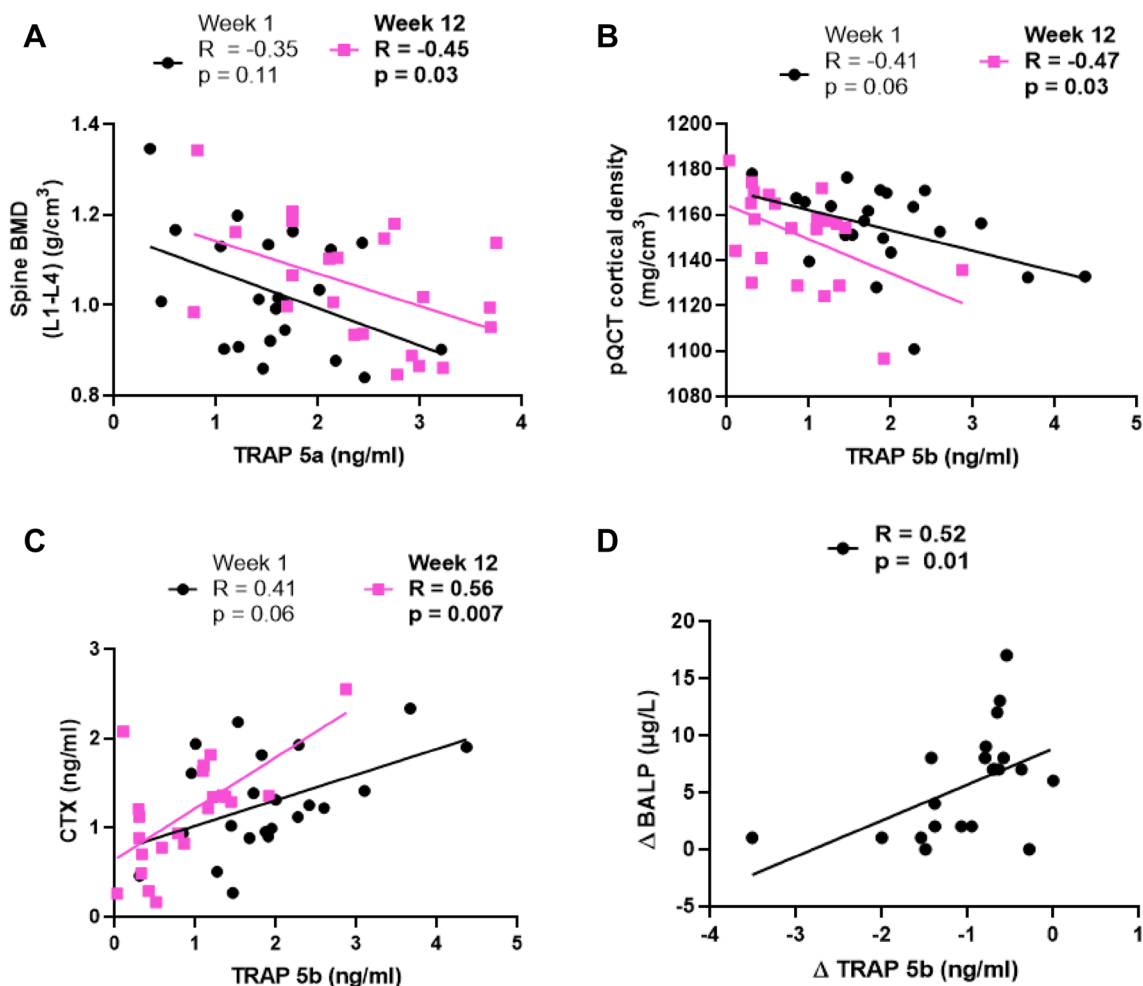 A
Week 1
R = -0.35
p = 0.11
Week 12
R = -0.45
p = 0.03
Spine BMD
(L1-L4) (g/cm³)
1.4
1.2
1.0
0.8
0
1
2
3
4
TRAP 5a (ng/ml)
B
Week 1
R = -0.41
p = 0.06
Week 12
R = -0.47
p = 0.03
pQCT cortical density
(mg/cm³)
1200
1180
1160
1140
1120
1100
1080
0
1
2
3
4
5
TRAP 5b (ng/ml)
C
Week 1
R = 0.41
p = 0.06
Week 12
R = 0.56
p = 0.007
CTX (ng/ml)
3
2
1
0
0
1
2
3
4
5
TRAP 5b (ng/ml)
D
R = 0.52
p = 0.01
Δ BALP (µg/L)
20
15
10
5
0
-5
-4
-3
-2
-1
0
1
Δ TRAP 5b (ng/ml)